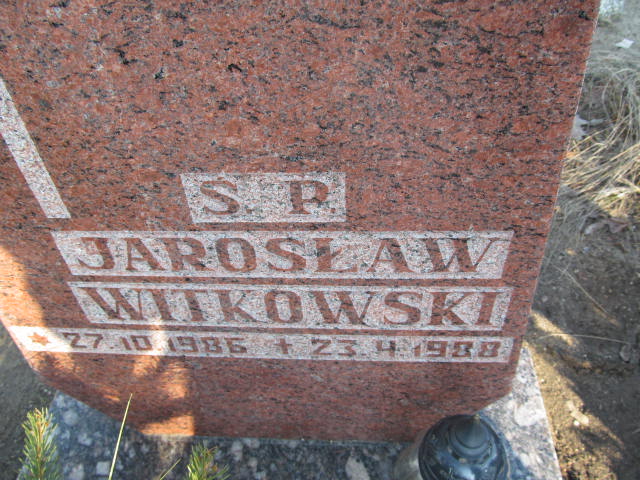 S. P.
JAROSŁAW
WITKOWSKI
* 27.10.1986 + 23.4.1988